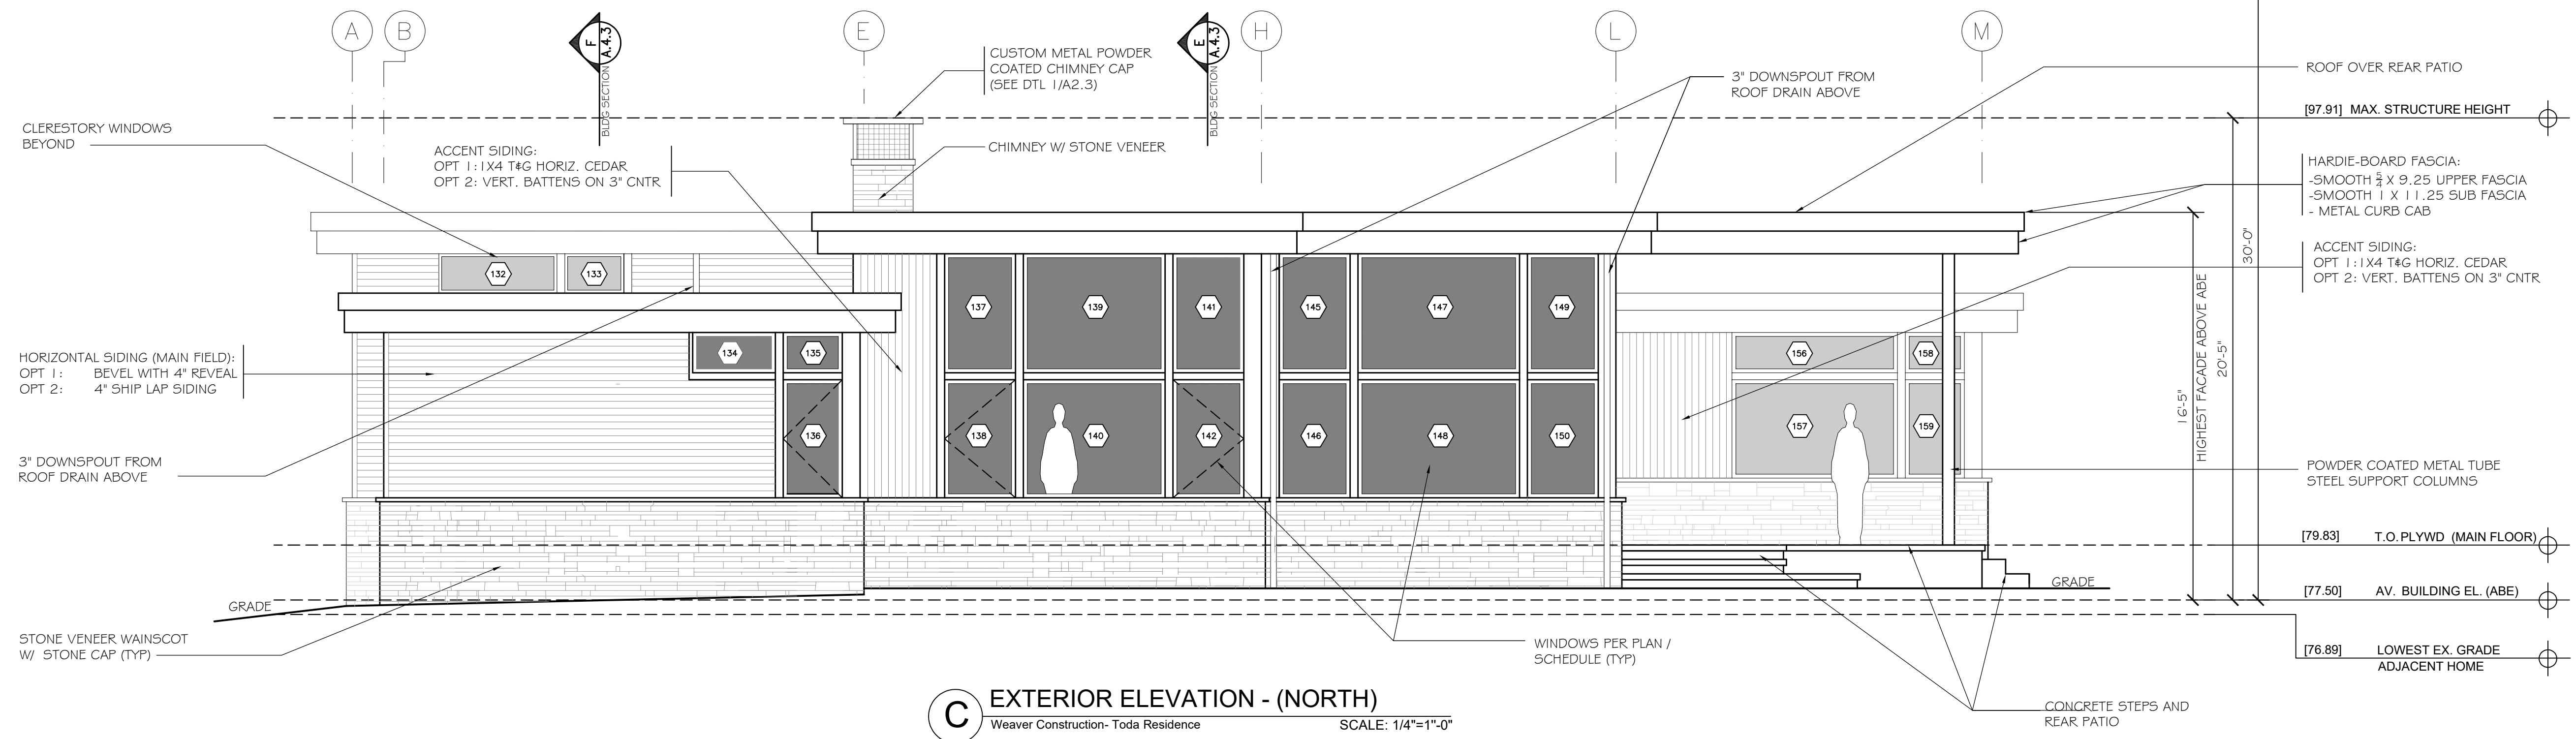 A
B
E
H
L
M
F
A.4.3
BLDG SECTION
E
A.4.3
BLDG SECTION
CUSTOM METAL POWDER
COATED CHIMNEY CAP
(SEE DTL 1/A2.3)
3" DOWNSPOUT FROM
ROOF DRAIN ABOVE
ROOF OVER REAR PATIO
[97.91] MAX. STRUCTURE HEIGHT
CLERESTORY WINDOWS
BEYOND
ACCENT SIDING:
OPT 1:1X4 T&G HORIZ. CEDAR
OPT 2: VERT. BATTENS ON 3" CNTR
CHIMNEY W/ STONE VENEER
HARDIE-BOARD FASCIA:
-SMOOTH 5/4 X 9.25 UPPER FASCIA
-SMOOTH 1 X 11.25 SUB FASCIA
- METAL CURB CAB
ACCENT SIDING:
OPT 1:1X4 T&G HORIZ. CEDAR
OPT 2: VERT. BATTENS ON 3" CNTR
30'-0"
20'-5"
16'-5"
HIGHEST FACADE ABOVE ABE
132
133
134
135
136
137
139
141
145
147
149
138
140
142
146
148
150
156
158
157
159
HORIZONTAL SIDING (MAIN FIELD):
OPT 1: BEVEL WITH 4" REVEAL
OPT 2: 4" SHIP LAP SIDING
3" DOWNSPOUT FROM
ROOF DRAIN ABOVE
POWDER COATED METAL TUBE
STEEL SUPPORT COLUMNS
[79.83] T.O. PLYWD (MAIN FLOOR)
GRADE
[77.50] AV. BUILDING EL. (ABE)
GRADE
STONE VENEER WAINSCOT
W/ STONE CAP (TYP)
WINDOWS PER PLAN /
SCHEDULE (TYP)
[76.89] LOWEST EX. GRADE
ADJACENT HOME
CONCRETE STEPS AND
REAR PATIO
C
EXTERIOR ELEVATION - (NORTH)
Weaver Construction- Toda Residence
SCALE: 1/4"=1"-0"